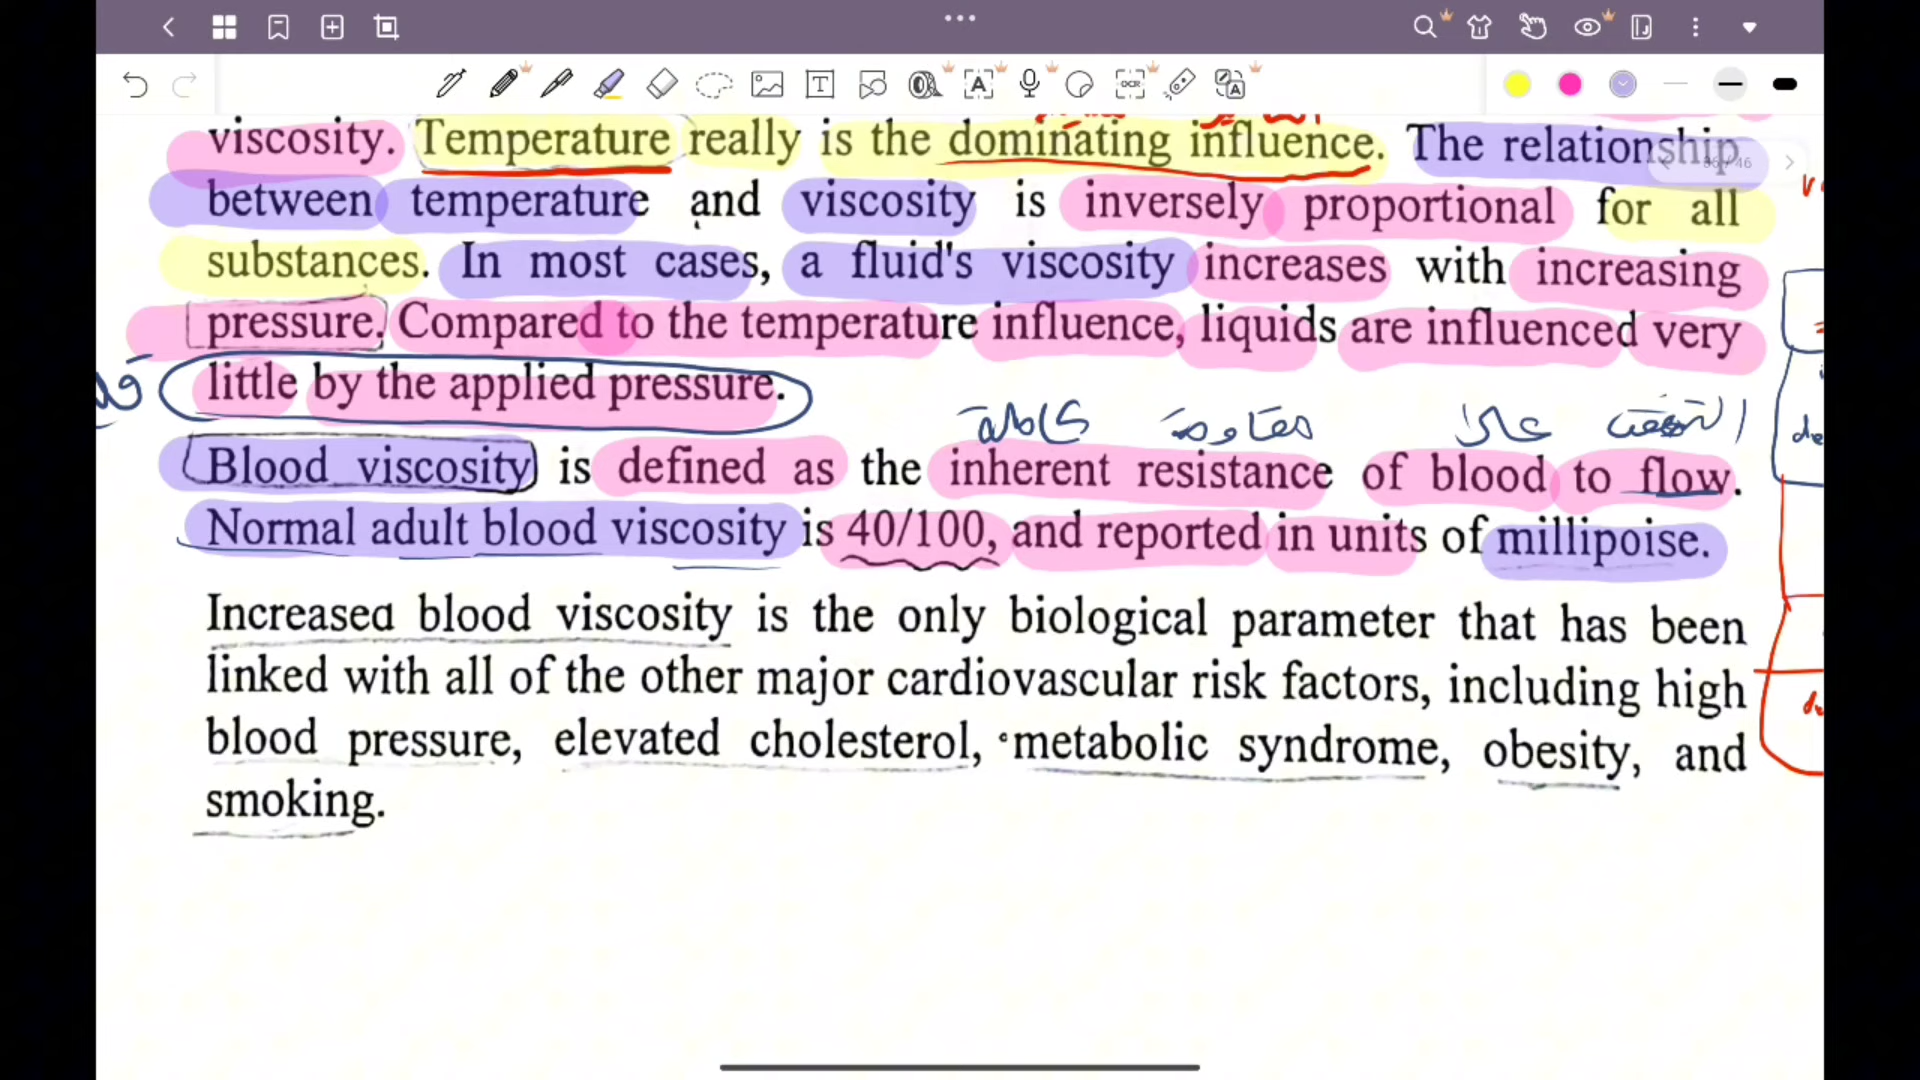 viscosity. Temperature really is the dominating influence. The relationship
36 / 46
between temperature and viscosity is inversely proportional for all
substances. In most cases, a fluid's viscosity increases with increasing
pressure. Compared to the temperature influence, liquids are influenced very
little by the applied pressure.
Blood viscosity is defined as the inherent resistance of blood to flow.
Normal adult blood viscosity is 40/100, and reported in units of millipoise.
Increased blood viscosity is the only biological parameter that has been
linked with all of the other major cardiovascular risk factors, including high
blood pressure, elevated cholesterol, metabolic syndrome, obesity, and
smoking.